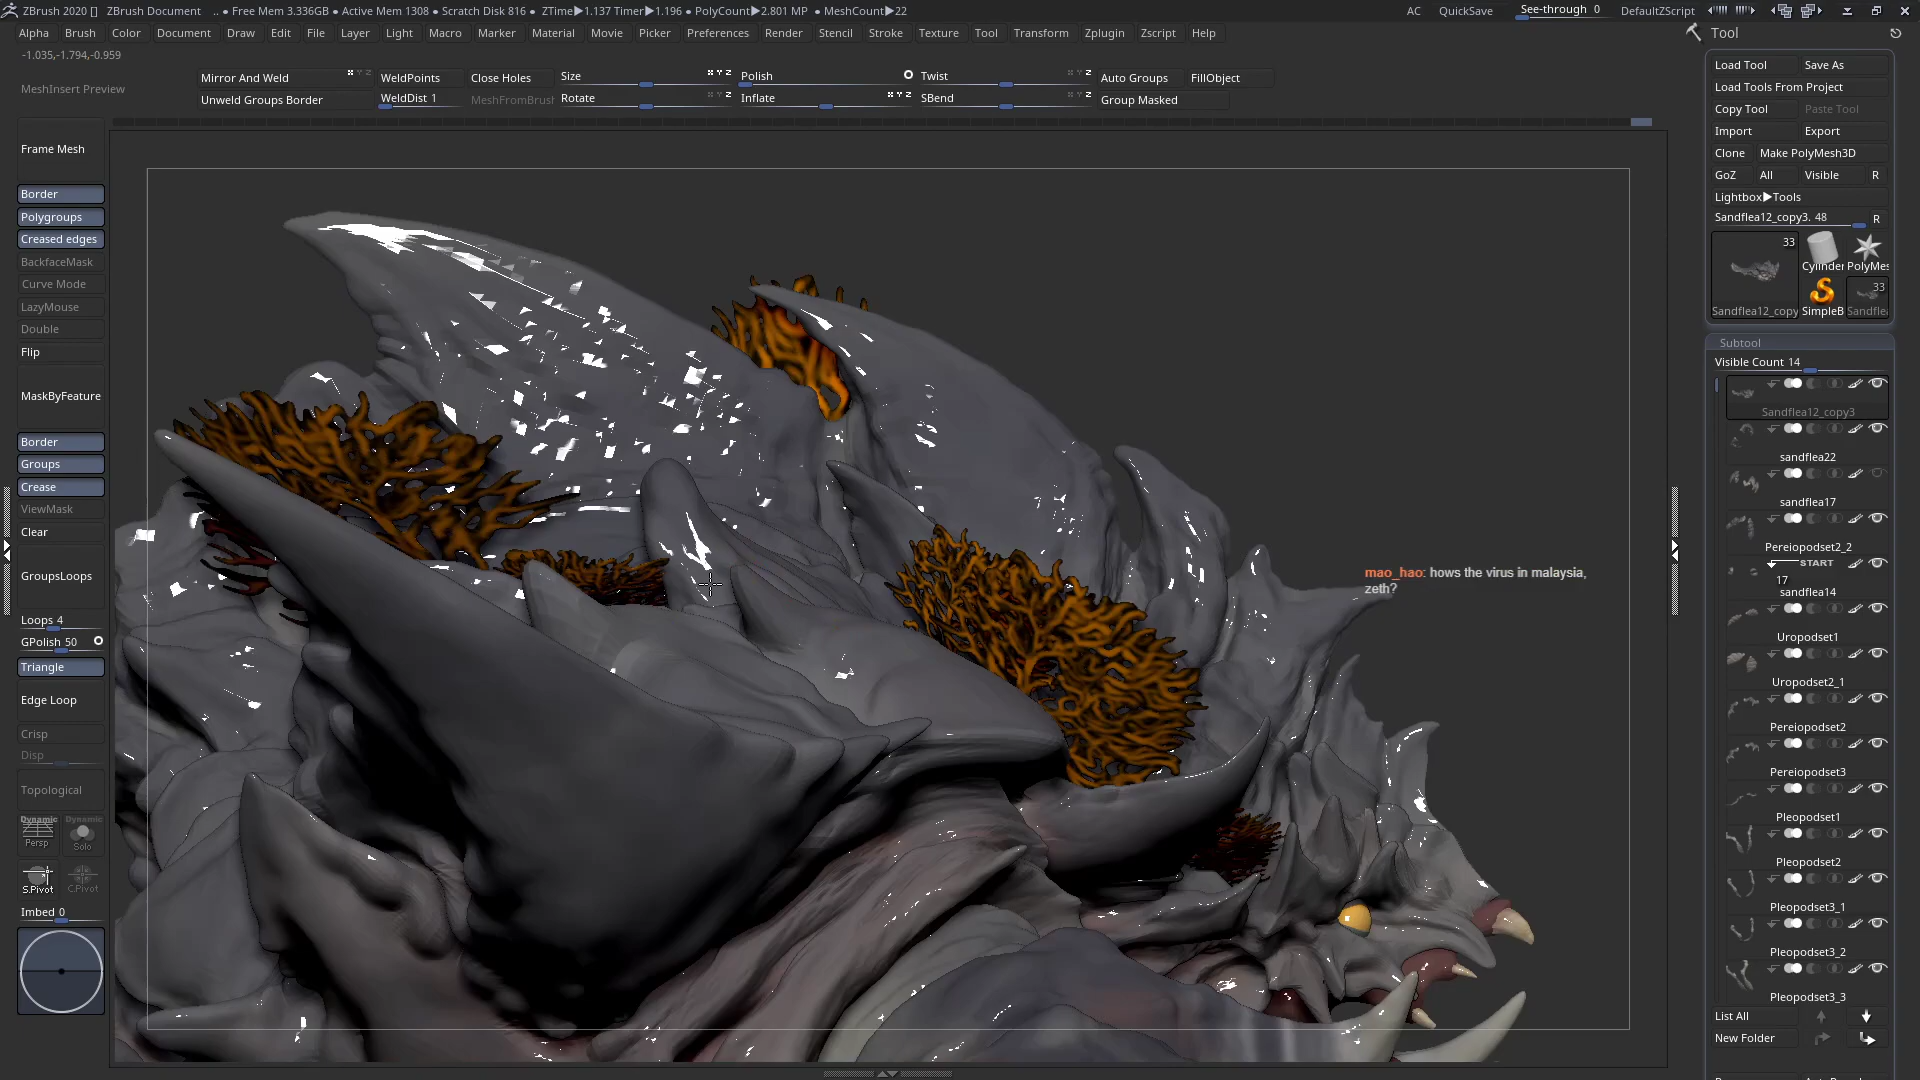 ZBrush 2020 [] ZBrush Document .. ● Free Mem 3.336GB ● Active Mem 1308 ● Scratch Disk 816 ● ZTime▶1.137 Timer▶1.196 ● PolyCount▶2.801 MP ● MeshCount▶22 AC QuickSave See-through 0 DefaultZScript
Alpha Brush Color Document Draw Edit File Layer Light Macro Marker Material Movie Picker Preferences Render Stencil Stroke Texture Tool Transform Zplugin Zscript Help
-1.035,-1.794,-0.959
MeshInsert Preview
Mirror And Weld WeldPoints Close Holes Size Polish Twist Auto Groups FillObject
Unweld Groups Border WeldDist 1 MeshFromBrush Rotate Inflate SBend Group Masked
Frame Mesh
Border
Polygroups
Creased edges
BackfaceMask
Curve Mode
LazyMouse
Double
Flip
MaskByFeature
Border
Groups
Crease
ViewMask
Clear
GroupsLoops
Loops 4
GPolish 50
Triangle
Edge Loop
Crisp
Disp
Topological
Dynamic Dynamic
Persp Solo
S.Pivot C.Pivot
Imbed 0
mao_hao: hows the virus in malaysia,
zeth?
Tool
Load Tool Save As
Load Tools From Project
Copy Tool Paste Tool
Import Export
Clone Make PolyMesh3D
GoZ All Visible R
Lightbox▶Tools
Sandflea12_copy3. 48 R
33
Cylinder PolyMes
33
Sandflea12_copy SimpleB Sandflea
Subtool
Visible Count 14
Sandflea12_copy3
sandflea22
sandflea17
Pereiopodset2_2
START
17
sandflea14
Uropodset1
Uropodset2_1
Pereiopodset2
Pereiopodset3
Pleopodset1
Pleopodset2
Pleopodset3_1
Pleopodset3_2
Pleopodset3_3
List All
New Folder